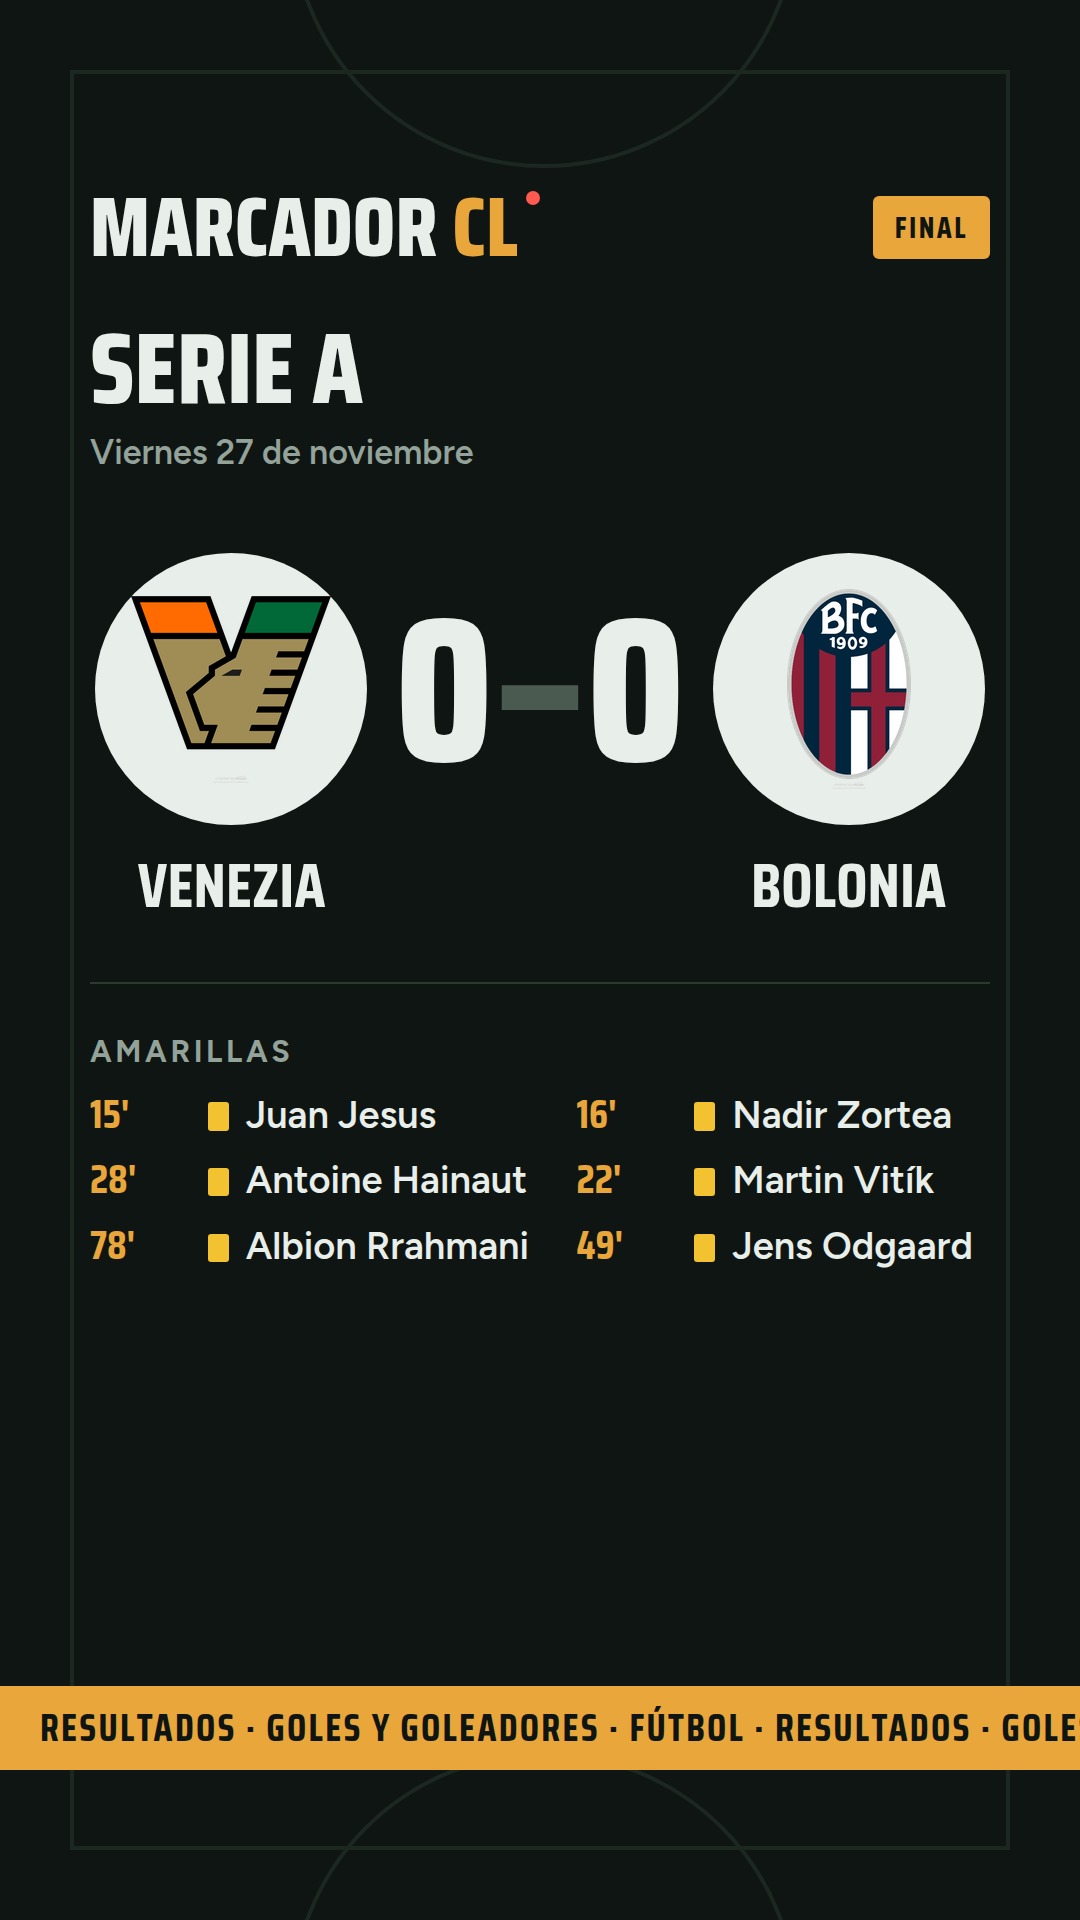 MARCADOR CL
FINAL
SERIE A
Viernes 27 de noviembre
BFC
1909
0–0
VENEZIA
BOLONIA
AMARILLAS
15' Juan Jesus
16' Nadir Zortea
28' Antoine Hainaut
22' Martin Vitík
78' Albion Rrahmani
49' Jens Odgaard
RESULTADOS · GOLES Y GOLEADORES · FÚTBOL · RESULTADOS · GOLES